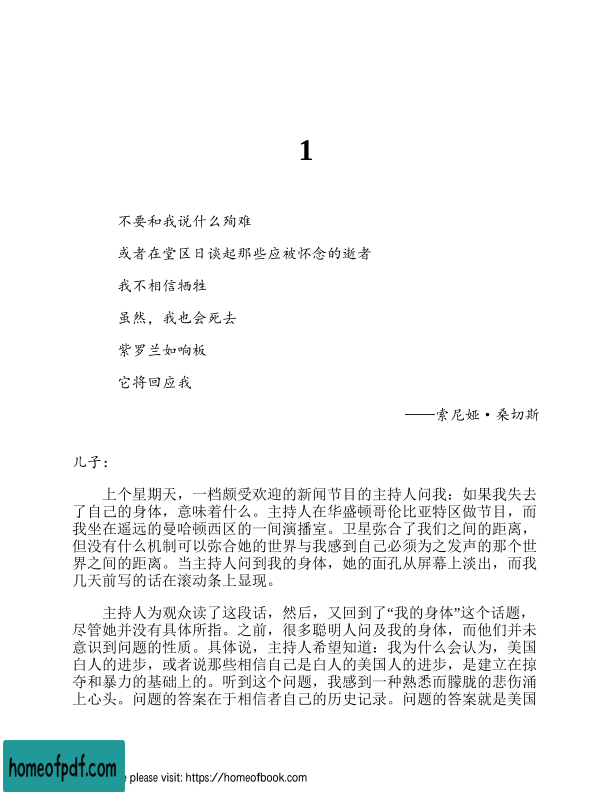 1
不要和我说什么殉难
或者在堂区日谈起那些应被怀念的逝者
我不相信牺牲
虽然，我也会死去
紫罗兰如响板
它将回应我
——索尼娅·桑切斯
儿子：
上个星期天，一档颇受欢迎的新闻节目的主持人问我：如果我失去
了自己的身体，意味着什么。主持人在华盛顿哥伦比亚特区做节目，而
我坐在遥远的曼哈顿西区的一间演播室。卫星弥合了我们之间的距离，
但没有什么机制可以弥合她的世界与我感到自己必须为之发声的那个世
界之间的距离。当主持人问到我的身体，她的面孔从屏幕上淡出，而我
几天前写的话在滚动条上显现。
主持人为观众读了这段话，然后，又回到了“我的身体”这个话题，
尽管她并没有具体所指。之前，很多聪明人问及我的身体，而他们并未
意识到问题的性质。具体说，主持人希望知道：我为什么会认为，美国
白人的进步，或者说那些相信自己是白人的美国人的进步，是建立在掠
夺和暴力的基础上的。听到这个问题，我感到一种熟悉而朦胧的悲伤涌
上心头。问题的答案在于相信者自己的历史记录。问题的答案就是美国
homeofpdf.com
please visit: https://homeofbook.com